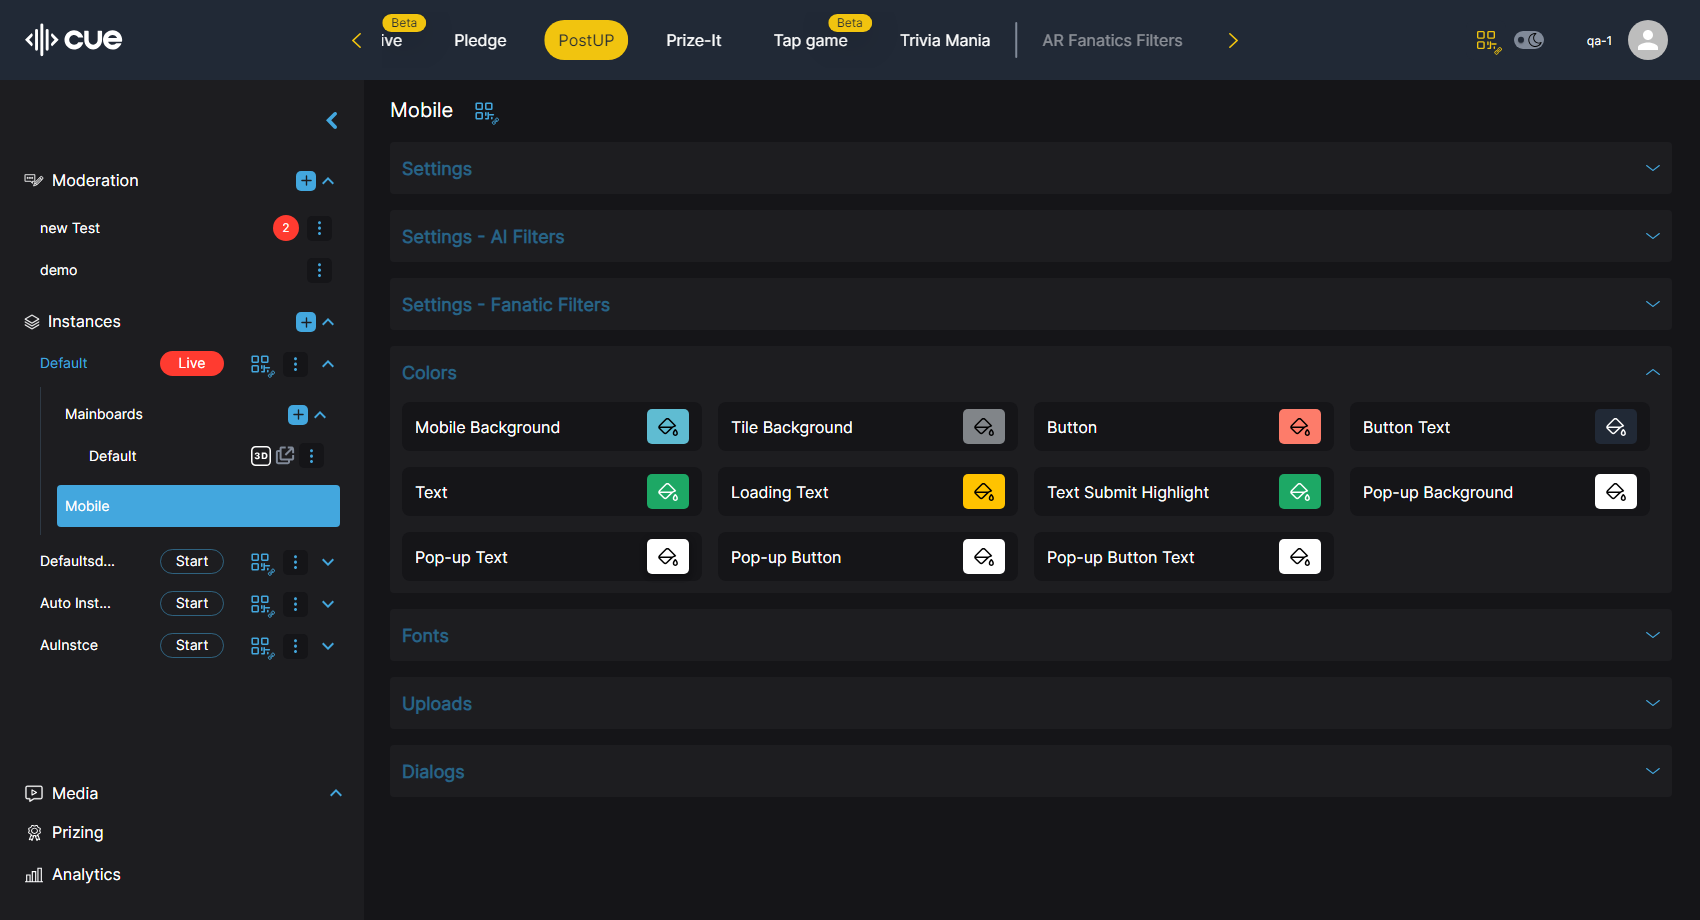 cue
ive
Beta
Pledge
PostUP
Prize-It
Tap game
Beta
Trivia Mania
AR Fanatics Filters
qa-1
Moderation
new Test
2
demo
Instances
Default
Live
Mainboards
Default
3D
Mobile
Defaultsd...
Start
Auto Inst...
Start
AuInstce
Start
Media
Prizing
Analytics
Mobile
Settings
Settings - AI Filters
Settings - Fanatic Filters
Colors
Mobile Background
Tile Background
Button
Button Text
Text
Loading Text
Text Submit Highlight
Pop-up Background
Pop-up Text
Pop-up Button
Pop-up Button Text
Fonts
Uploads
Dialogs